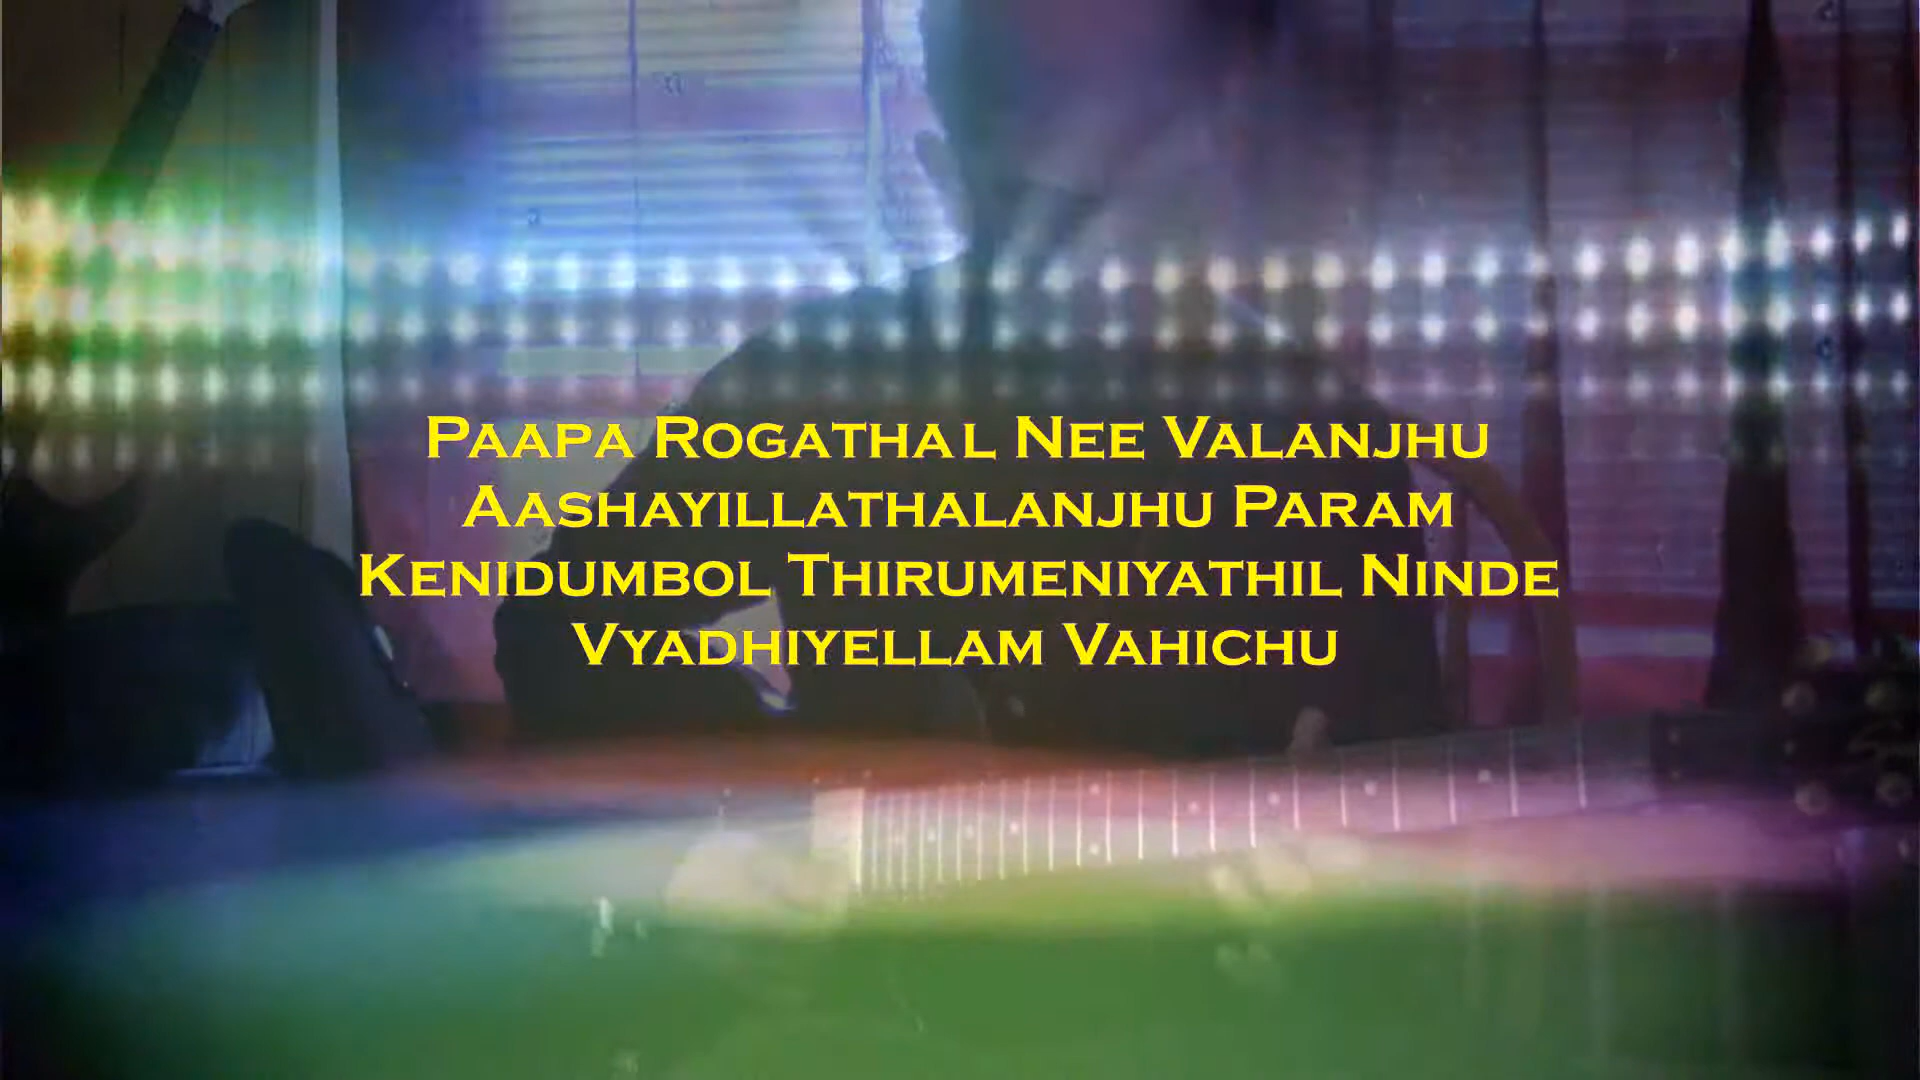 Paapa Rogathal Nee Valanjhu
Aashayillathalanjhu Param
Kenidumbol Thirumeniyathil Ninde
Vyadhiyellam Vahichu